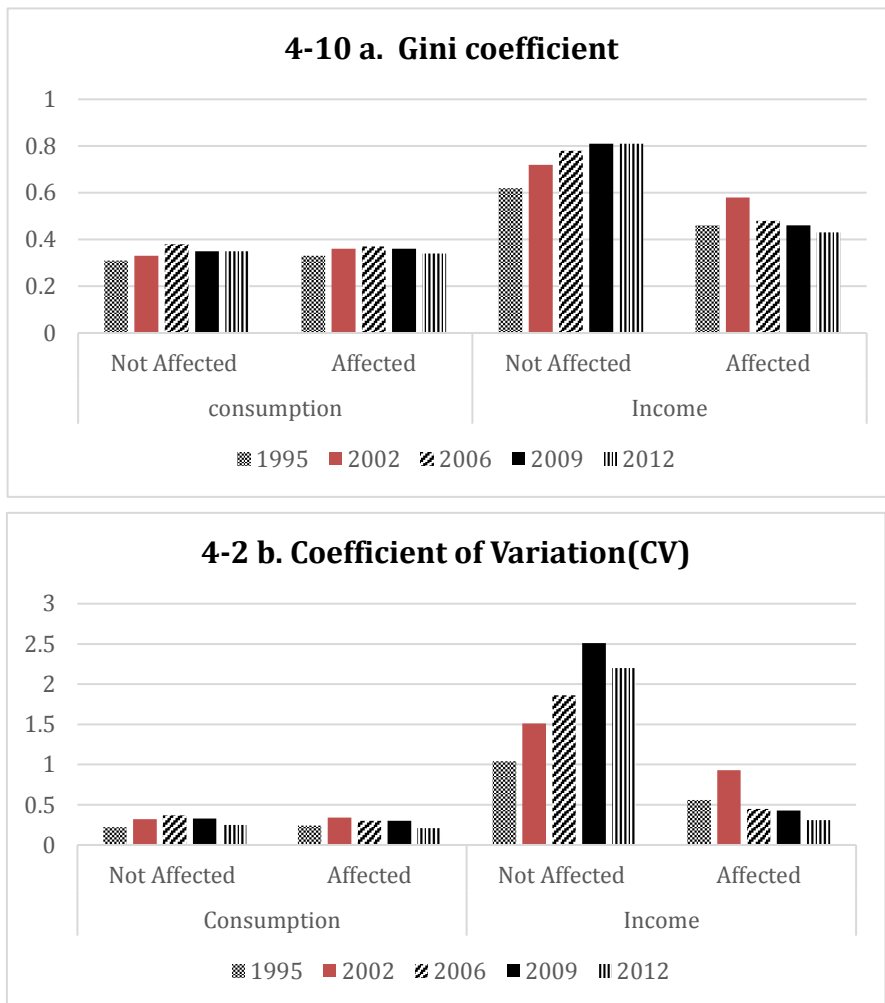 4-10 a.  Gini coefficient
1
0.8
0.6
0.4
0.2
0
Not Affected Affected Not Affected Affected
consumption Income
1995 2002 2006 2009 2012
4-2 b. Coefficient of Variation(CV)
3
2.5
2
1.5
1
0.5
0
Not Affected Affected Not Affected Affected
Consumption Income
1995 2002 2006 2009 2012